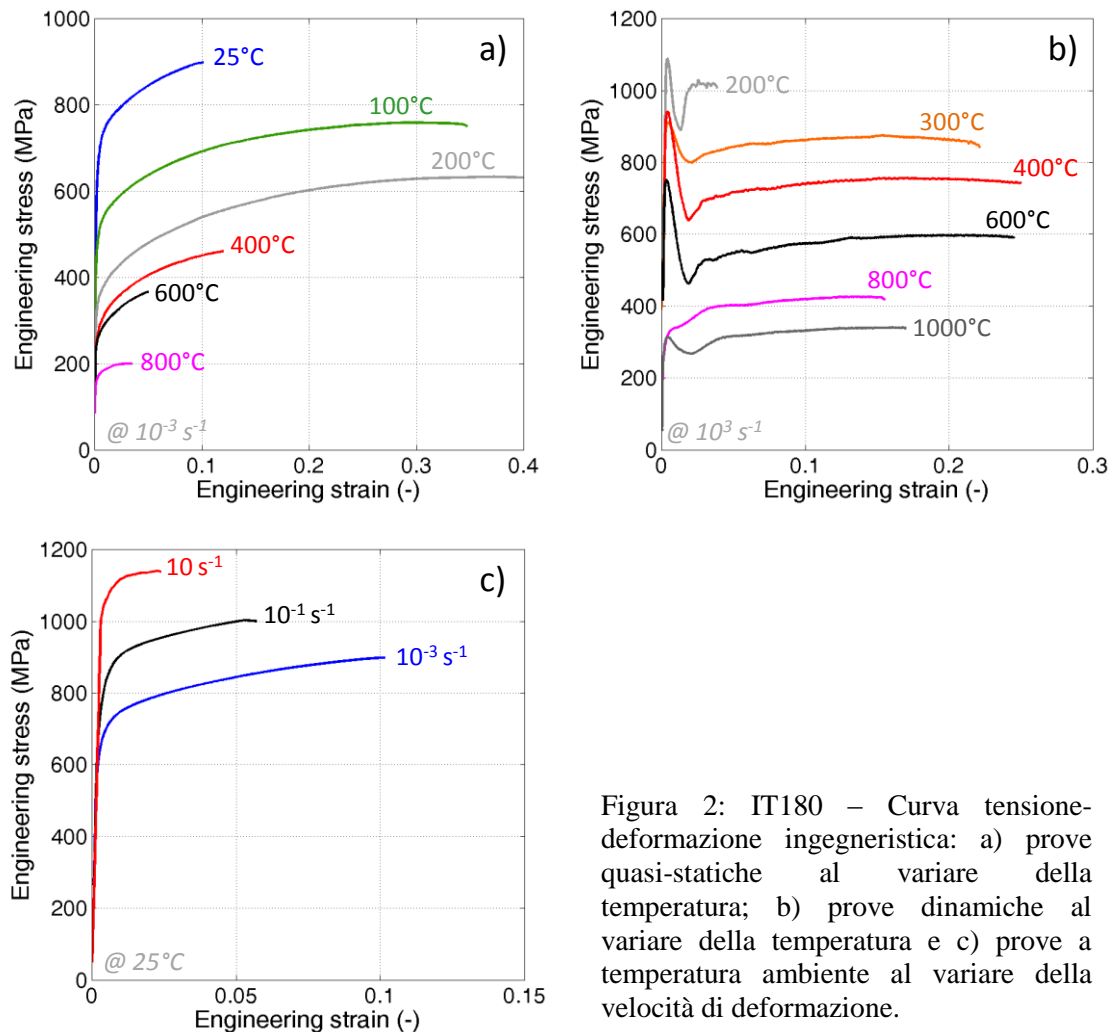 a)
1000
800
600
400
200
0
Engineering stress (MPa)
25°C
100°C
200°C
400°C
600°C
800°C
@ 10⁻³ s⁻¹
0 0.1 0.2 0.3 0.4
Engineering strain (-)
b)
1200
1000
800
600
400
200
0
Engineering stress (MPa)
200°C
300°C
400°C
600°C
800°C
1000°C
@ 10³ s⁻¹
0 0.1 0.2 0.3
Engineering strain (-)
c)
1200
1000
800
600
400
200
0
Engineering stress (MPa)
10 s⁻¹
10⁻¹ s⁻¹
10⁻³ s⁻¹
@ 25°C
0 0.05 0.1 0.15
Engineering strain (-)
Figura 2: IT180 – Curva tensione-
deformazione ingegneristica: a) prove
quasi-statiche al variare della
temperatura; b) prove dinamiche al
variare della temperatura e c) prove a
temperatura ambiente al variare della
velocità di deformazione.